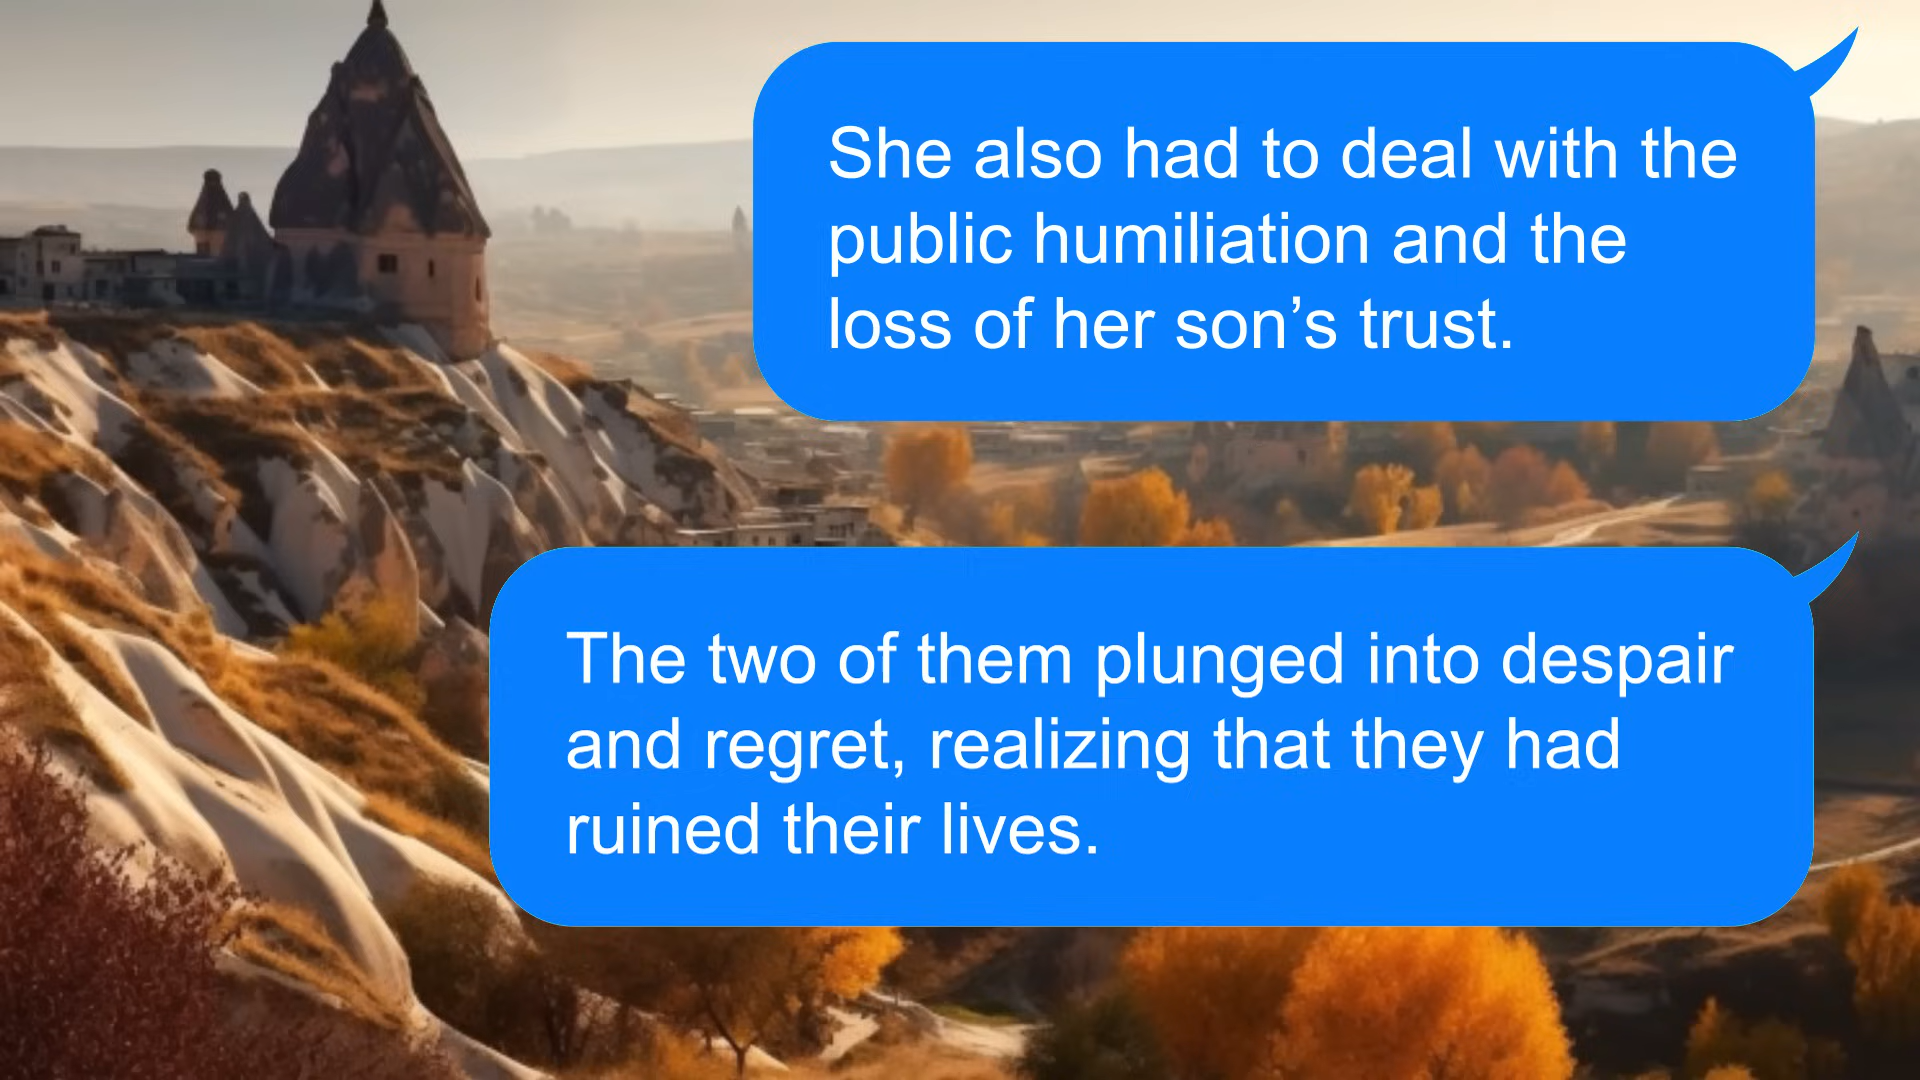 She also had to deal with the
public humiliation and the
loss of her son’s trust.
The two of them plunged into despair
and regret, realizing that they had
ruined their lives.